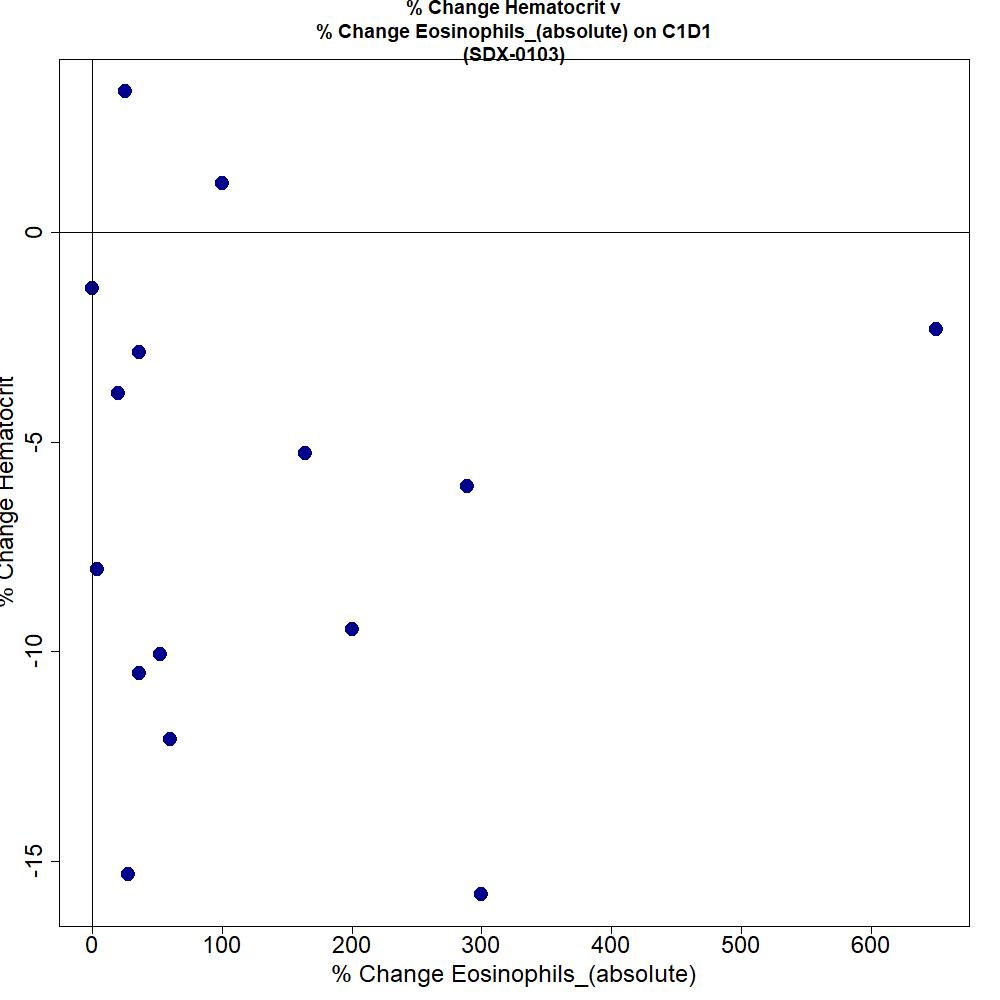 % Change Hematocrit v
% Change Eosinophils_(absolute) on C1D1
(SDX-0103)
% Change Hematocrit
0
-5
-10
-15
0 100 200 300 400 500 600
% Change Eosinophils_(absolute)